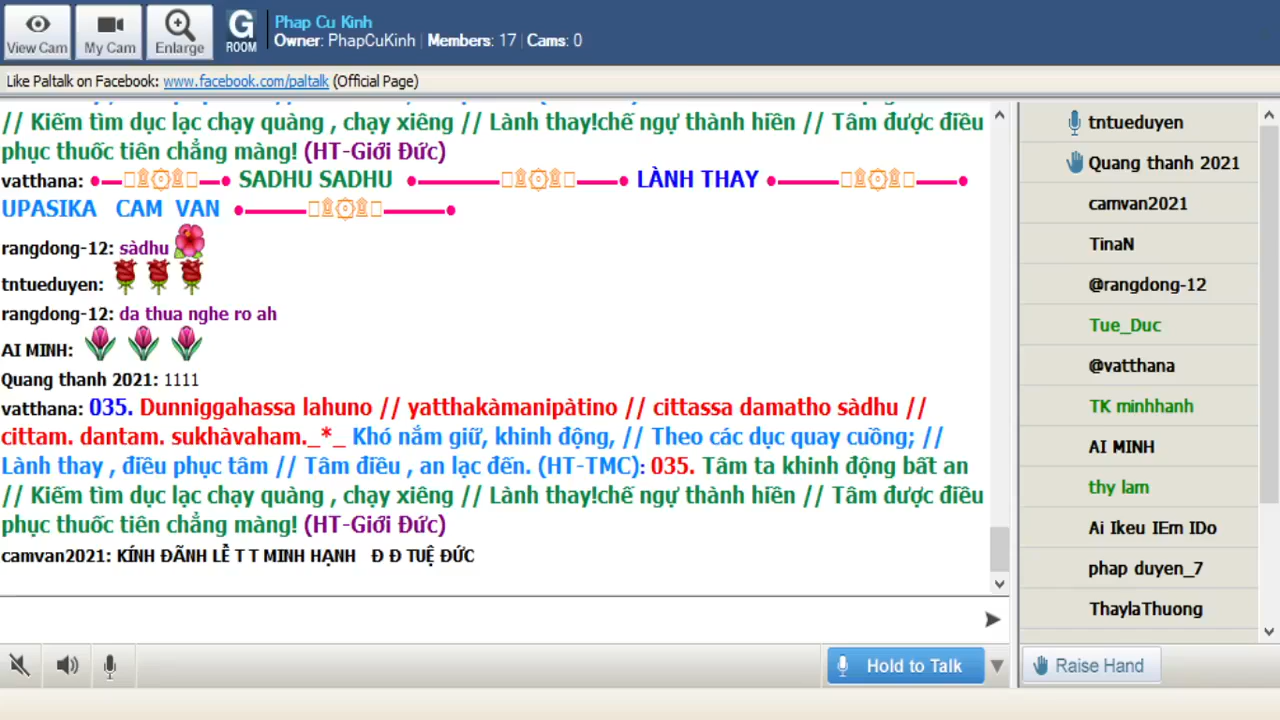 View Cam
My Cam
Enlarge
G
ROOM
Phap Cu Kinh
Owner: PhapCuKinh | Members: 17 | Cams: 0
Like Paltalk on Facebook: www.facebook.com/paltalk (Official Page)
// Kiếm tìm dục lạc chạy quàng , chạy xiêng // Lành thay!chế ngự thành hiền // Tâm được điều
phục thuốc tiên chẳng màng! (HT-Giới Đức)
vatthana: SADHU SADHU LÀNH THAY
UPASIKA CAM VAN
rangdong-12: sàdhu
tntueduyen:
rangdong-12: da thua nghe ro ah
AI MINH:
Quang thanh 2021: 1111
vatthana: 035. Dunniggahassa lahuno // yatthakàmanipàtino // cittassa damatho sàdhu //
cittam. dantam. sukhàvaham._*_ Khó nắm giữ, khinh động, // Theo các dục quay cuồng; //
Lành thay , điều phục tâm // Tâm điều , an lạc đến. (HT-TMC): 035. Tâm ta khinh động bất an
// Kiếm tìm dục lạc chạy quàng , chạy xiêng // Lành thay!chế ngự thành hiền // Tâm được điều
phục thuốc tiên chẳng màng! (HT-Giới Đức)
camvan2021: KÍNH ĐÃNH LỄ T T MINH HẠNH Đ Đ TUỆ ĐỨC
Hold to Talk
tntueduyen
Quang thanh 2021
camvan2021
TinaN
@rangdong-12
Tue_Duc
@vatthana
TK minhhanh
AI MINH
thy lam
Ai Ikeu IEm IDo
phap duyen_7
ThaylaThuong
Raise Hand